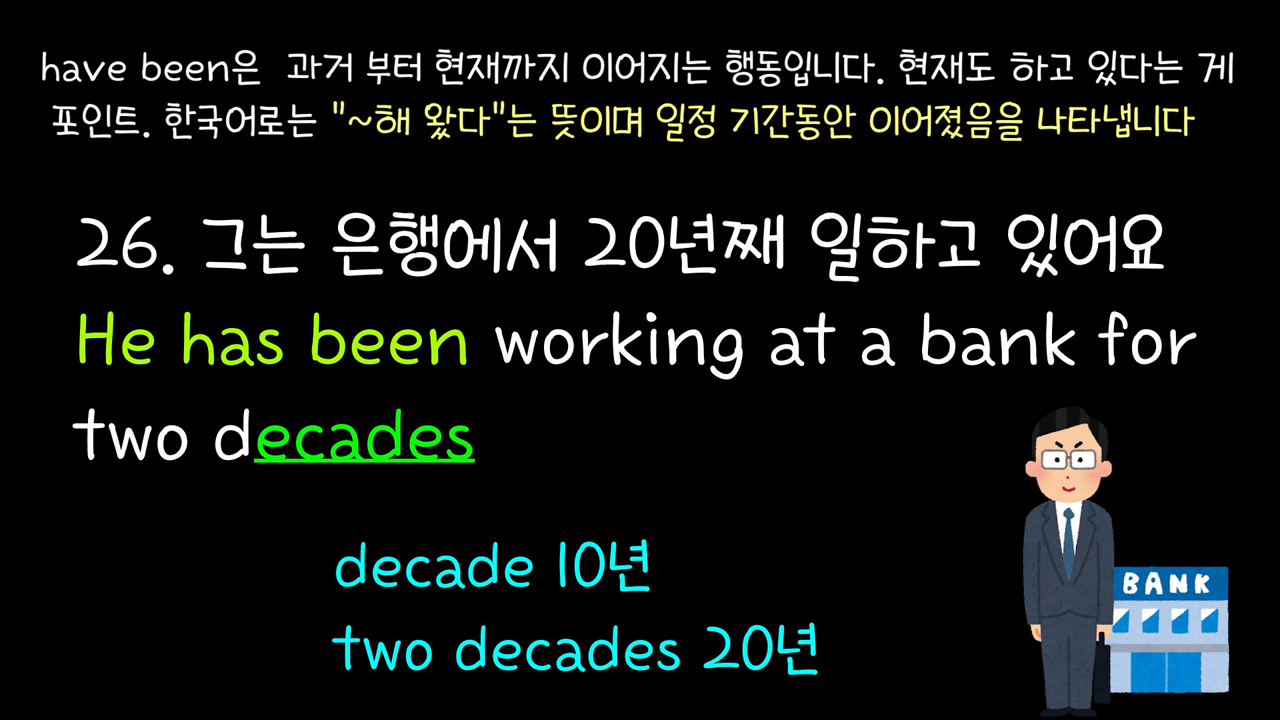 have been은 과거 부터 현재까지 이어지는 행동입니다. 현재도 하고 있다는 게
포인트. 한국어로는 "~해 왔다"는 뜻이며 일정 기간동안 이어졌음을 나타냅니다
26. 그는 은행에서 20년째 일하고 있어요
He has been working at a bank for
two decades
decade 10년
two decades 20년
BANK